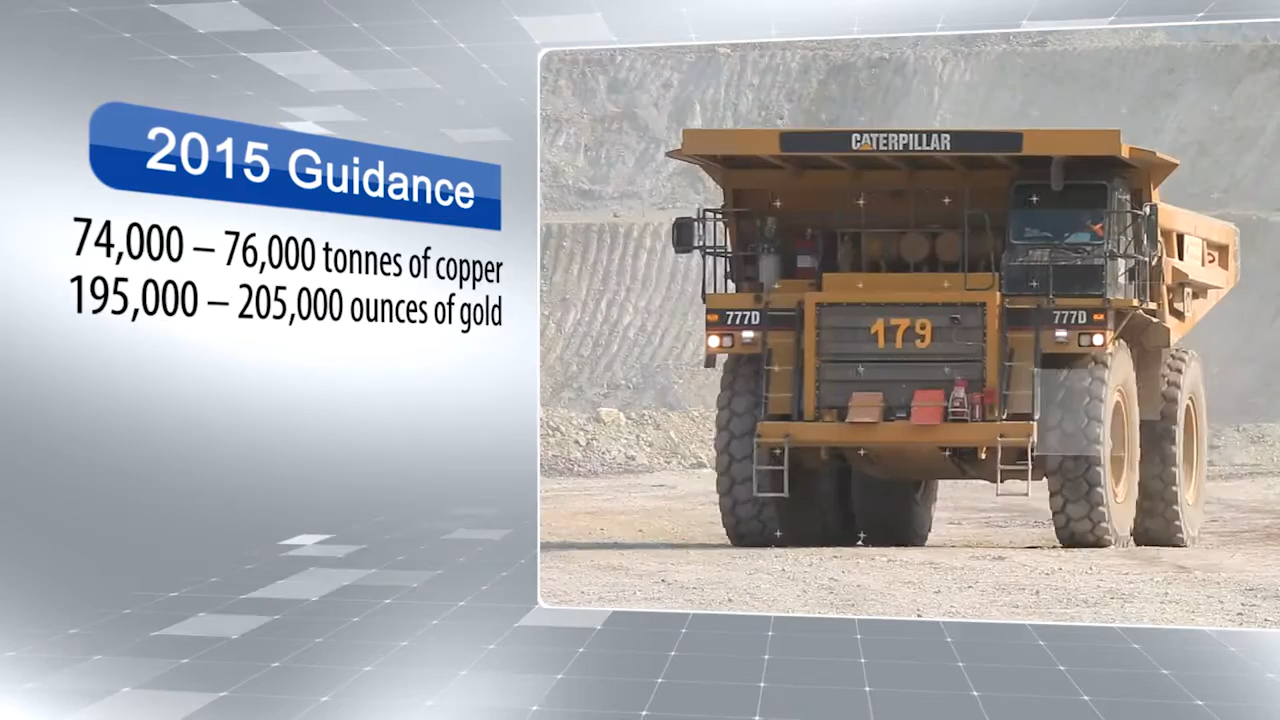 2015 Guidance
74,000 – 76,000 tonnes of copper
195,000 – 205,000 ounces of gold
CATERPILLAR
777D
777D
179